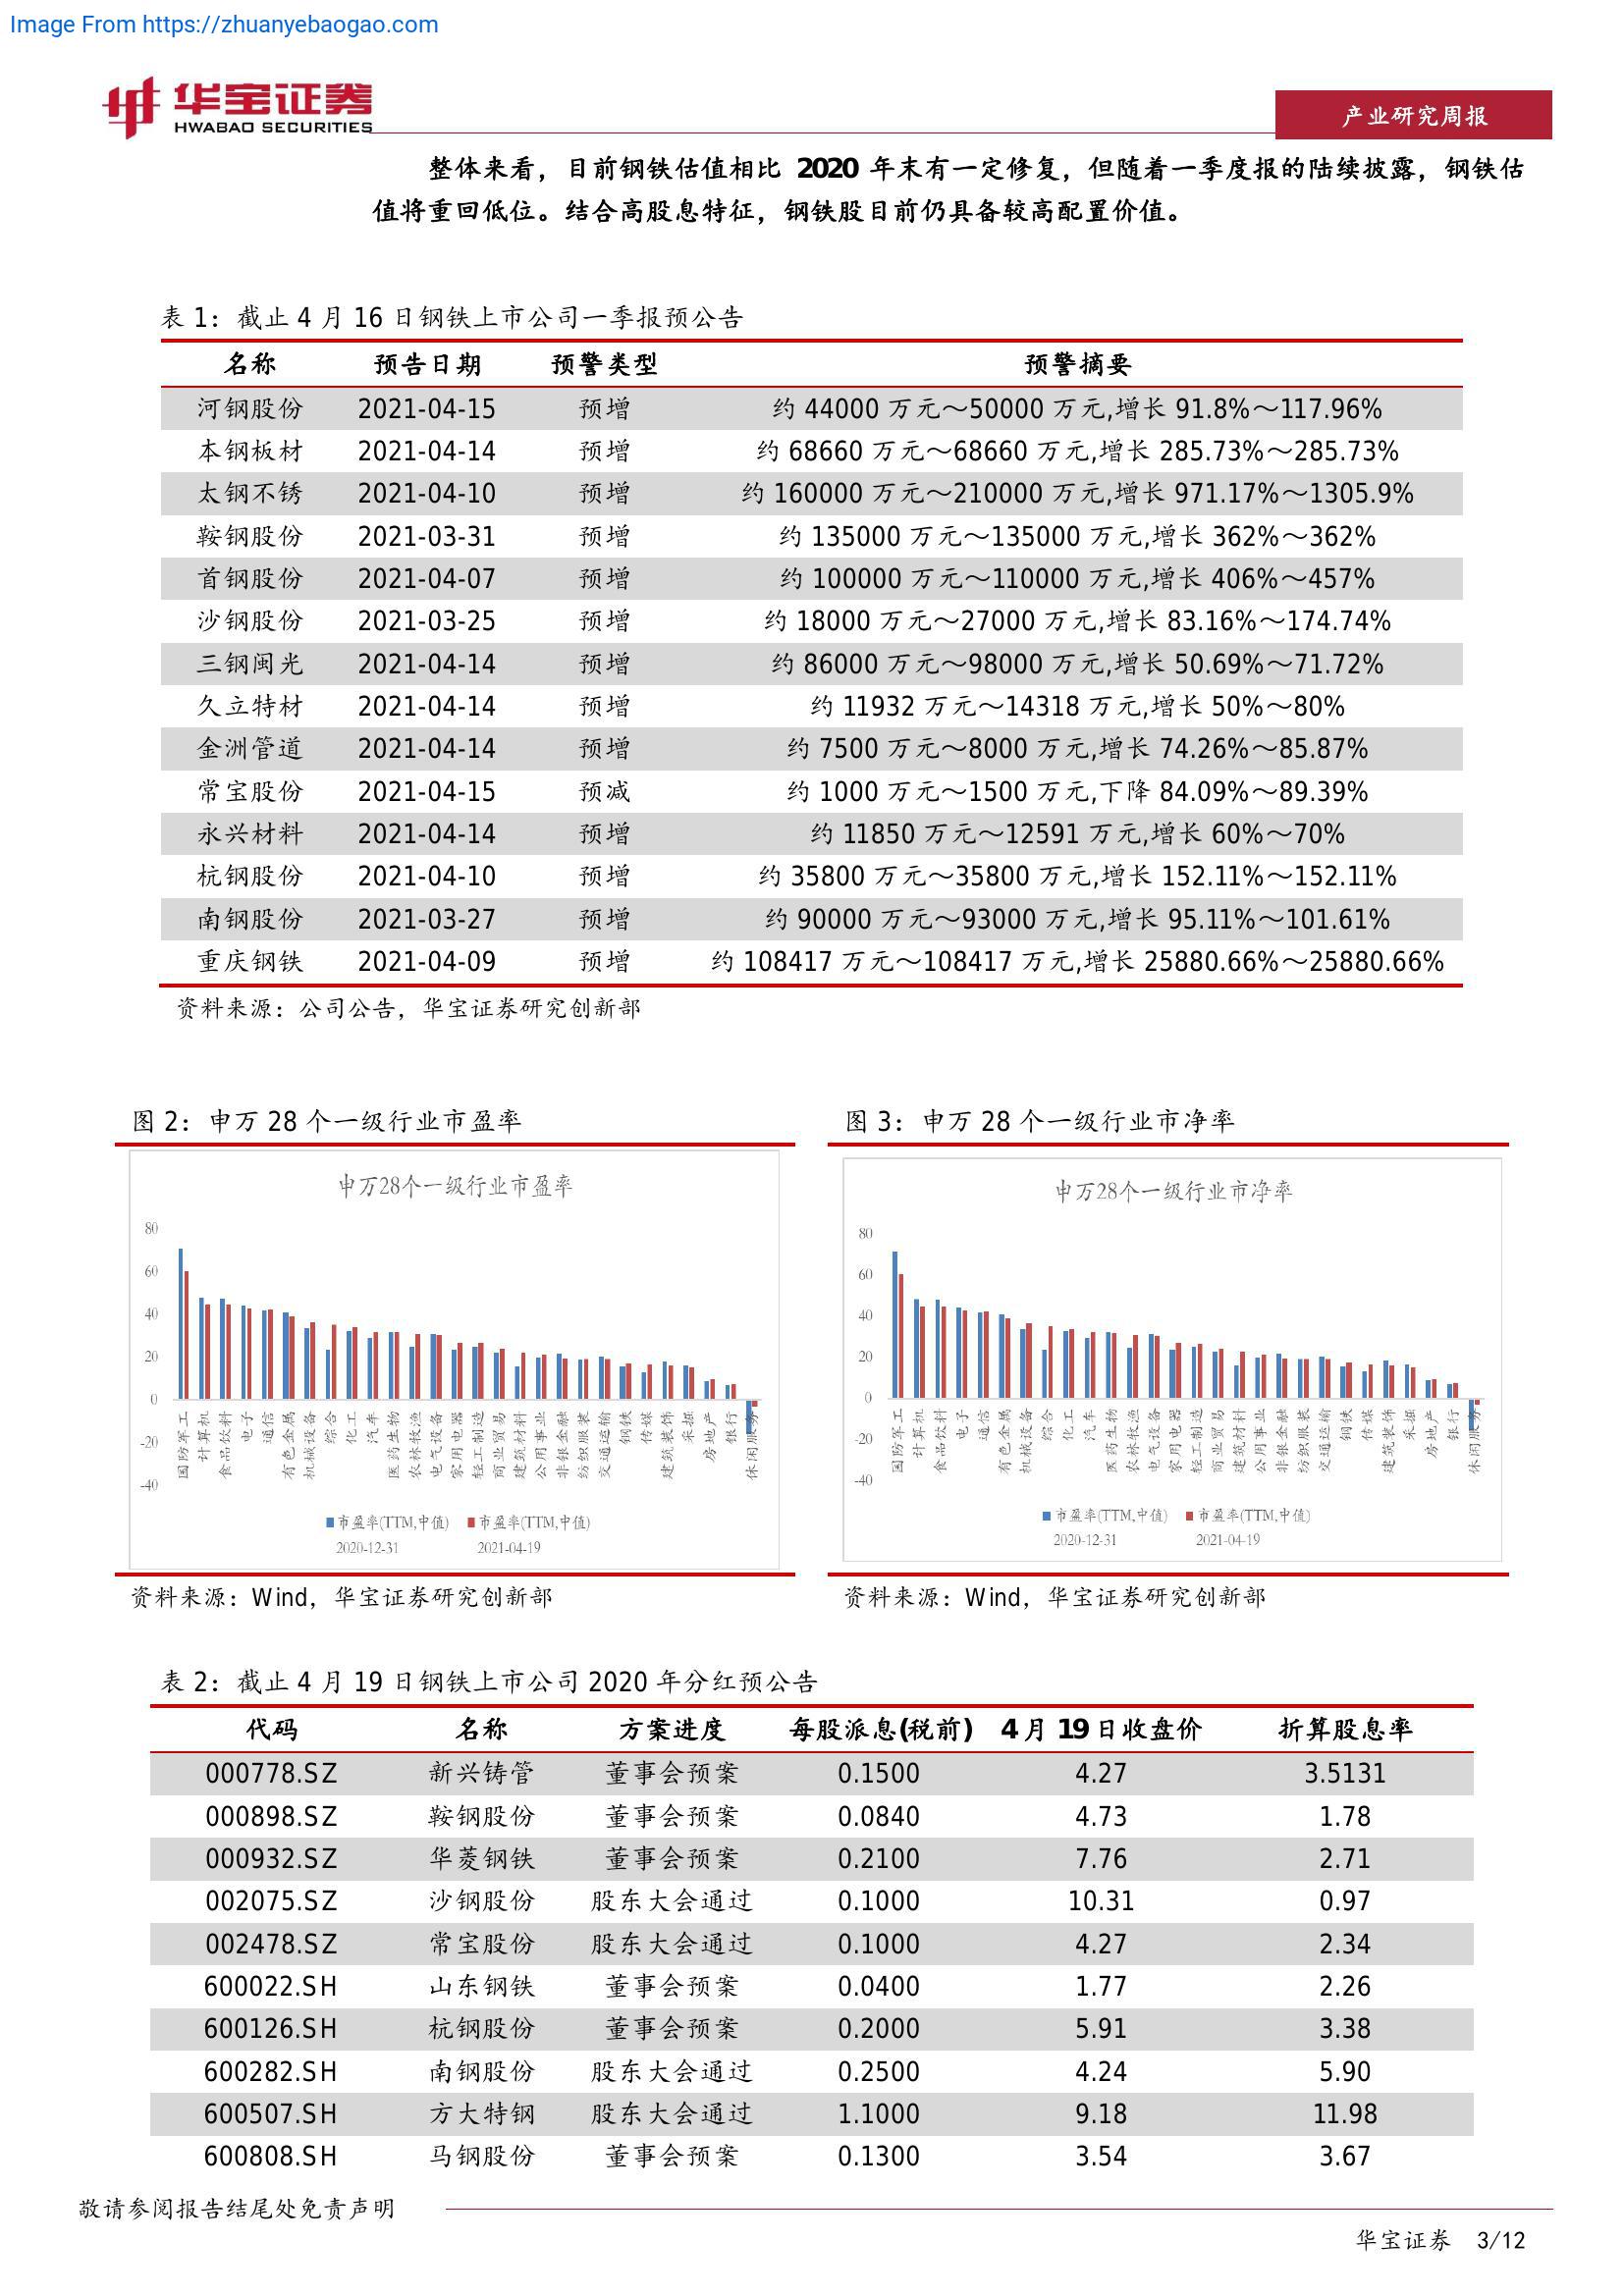 Image From https://zhuanyebaogao.com
华宝证券
HWABAO SECURITIES
产业研究周报
整体来看，目前钢铁估值相比 2020 年末有一定修复，但随着一季度报的陆续披露，钢铁估
值将重回低位。结合高股息特征，钢铁股目前仍具备较高配置价值。
表 1：截止 4 月 16 日钢铁上市公司一季报预公告
名称 预告日期 预警类型 预警摘要
河钢股份 2021-04-15 预增 约 44000 万元～50000 万元,增长 91.8%～117.96%
本钢板材 2021-04-14 预增 约 68660 万元～68660 万元,增长 285.73%～285.73%
太钢不锈 2021-04-10 预增 约 160000 万元～210000 万元,增长 971.17%～1305.9%
鞍钢股份 2021-03-31 预增 约 135000 万元～135000 万元,增长 362%～362%
首钢股份 2021-04-07 预增 约 100000 万元～110000 万元,增长 406%～457%
沙钢股份 2021-03-25 预增 约 18000 万元～27000 万元,增长 83.16%～174.74%
三钢闽光 2021-04-14 预增 约 86000 万元～98000 万元,增长 50.69%～71.72%
久立特材 2021-04-14 预增 约 11932 万元～14318 万元,增长 50%～80%
金洲管道 2021-04-14 预增 约 7500 万元～8000 万元,增长 74.26%～85.87%
常宝股份 2021-04-15 预减 约 1000 万元～1500 万元,下降 84.09%～89.39%
永兴材料 2021-04-14 预增 约 11850 万元～12591 万元,增长 60%～70%
杭钢股份 2021-04-10 预增 约 35800 万元～35800 万元,增长 152.11%～152.11%
南钢股份 2021-03-27 预增 约 90000 万元～93000 万元,增长 95.11%～101.61%
重庆钢铁 2021-04-09 预增 约 108417 万元～108417 万元,增长 25880.66%～25880.66%
资料来源：公司公告，华宝证券研究创新部
图 2：申万 28 个一级行业市盈率
申万28个一级行业市盈率
80
60
40
20
0
-20
-40
国防军工 计算机 食品饮料 电子 通信 有色金属 机械设备 综合 化工 汽车 医药生物 农林牧渔 电气设备 家用电器 轻工制造 商业贸易 建筑材料 公用事业 非银金融 纺织服装 交通运输 钢铁 传媒 建筑装饰 采掘 房地产 银行 休闲服务
市盈率(TTM,中值) 市盈率(TTM,中值)
2020-12-31 2021-04-19
资料来源：Wind，华宝证券研究创新部
图 3：申万 28 个一级行业市净率
申万28个一级行业市净率
80
60
40
20
0
-20
-40
国防军工 计算机 食品饮料 电子 通信 有色金属 机械设备 综合 化工 汽车 医药生物 农林牧渔 电气设备 家用电器 轻工制造 商业贸易 建筑材料 公用事业 非银金融 纺织服装 交通运输 钢铁 传媒 建筑装饰 采掘 房地产 银行 休闲服务
市盈率(TTM,中值) 市盈率(TTM,中值)
2020-12-31 2021-04-19
资料来源：Wind，华宝证券研究创新部
表 2：截止 4 月 19 日钢铁上市公司 2020 年分红预公告
代码 名称 方案进度 每股派息(税前) 4 月 19 日收盘价 折算股息率
000778.SZ 新兴铸管 董事会预案 0.1500 4.27 3.5131
000898.SZ 鞍钢股份 董事会预案 0.0840 4.73 1.78
000932.SZ 华菱钢铁 董事会预案 0.2100 7.76 2.71
002075.SZ 沙钢股份 股东大会通过 0.1000 10.31 0.97
002478.SZ 常宝股份 股东大会通过 0.1000 4.27 2.34
600022.SH 山东钢铁 董事会预案 0.0400 1.77 2.26
600126.SH 杭钢股份 董事会预案 0.2000 5.91 3.38
600282.SH 南钢股份 股东大会通过 0.2500 4.24 5.90
600507.SH 方大特钢 股东大会通过 1.1000 9.18 11.98
600808.SH 马钢股份 董事会预案 0.1300 3.54 3.67
敬请参阅报告结尾处免责声明
华宝证券 3/12